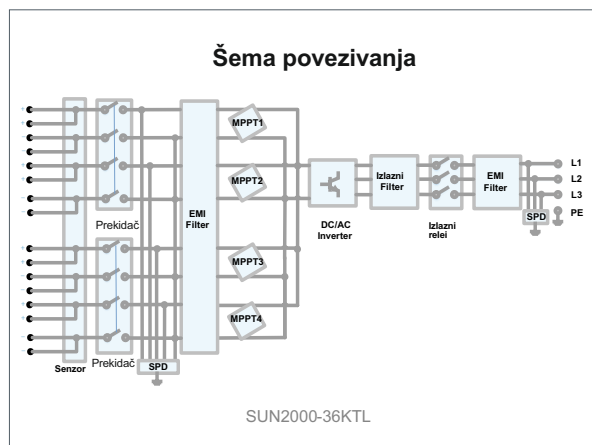 Šema povezivanja
+
+
−
−
+
+
−
−
+
+
−
−
+
+
−
−
Senzor
Prekidač
Prekidač
SPD
EMI
Filter
MPPT1
MPPT2
MPPT3
MPPT4
DC/AC
Inverter
Izlazni
Filter
Izlazni
relei
EMI
Filter
L1
L2
L3
PE
SPD
SUN2000-36KTL